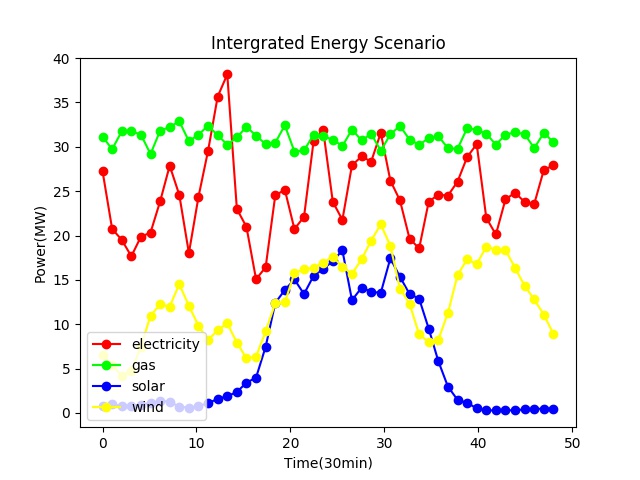 Intergrated Energy Scenario
Power(MW)
40
35
30
25
20
15
10
5
0
electricity
gas
solar
wind
0 10 20 30 40 50
Time(30min)